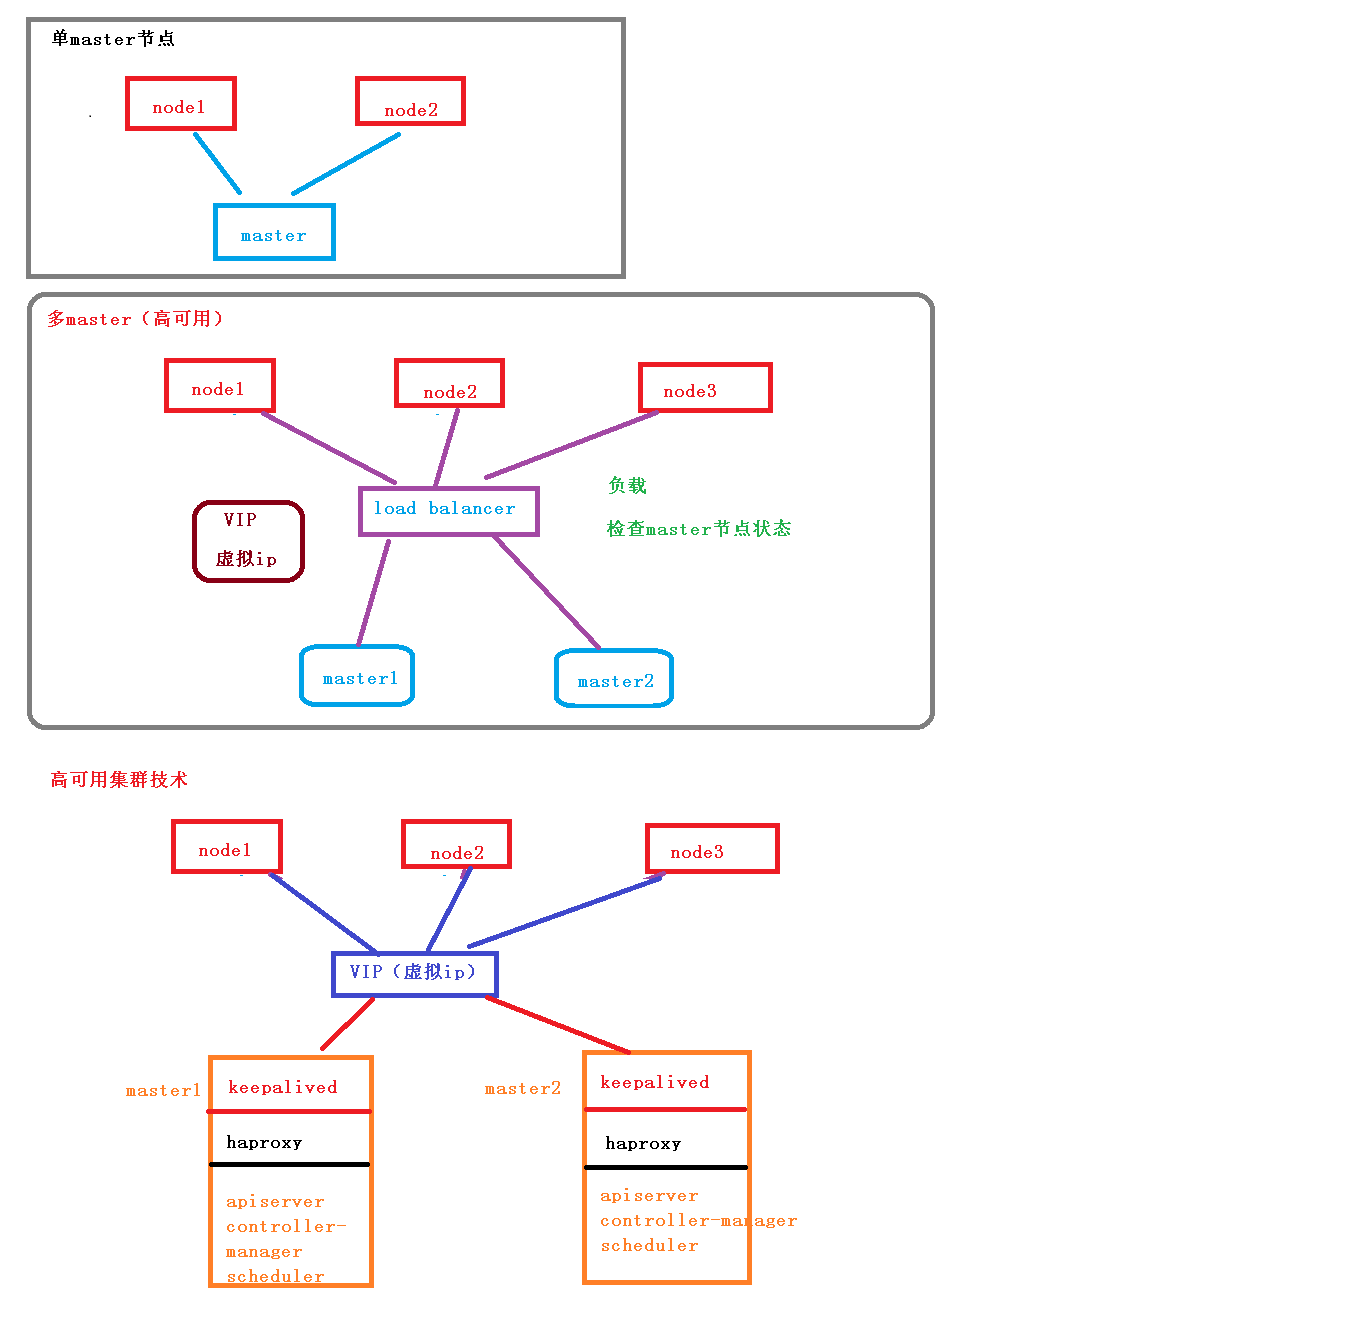 单master节点
node1
node2
master
多master（高可用）
node1
node2
node3
load balancer
负载
检查master节点状态
VIP
虚拟ip
master1
master2
高可用集群技术
node1
node2
node3
VIP（虚拟ip）
master1
keepalived
haproxy
apiserver
controller-
manager
scheduler
master2
keepalived
haproxy
apiserver
controller-manager
scheduler